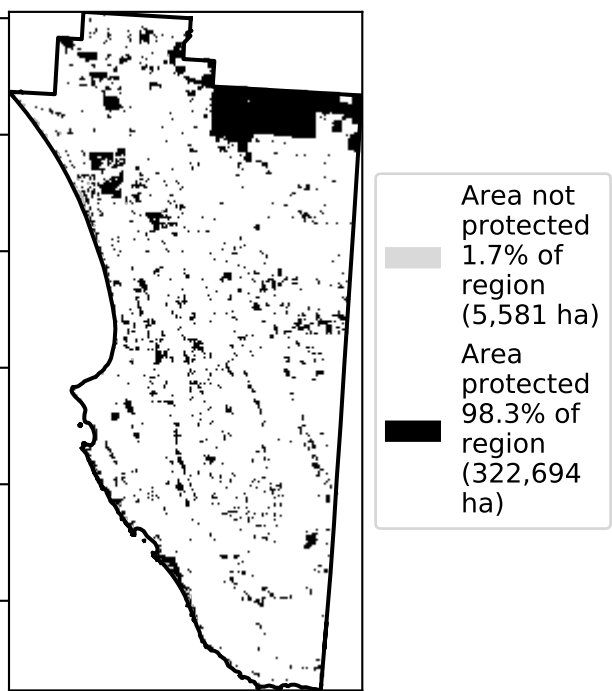 Area not
protected
1.7% of
region
(5,581 ha)
Area
protected
98.3% of
region
(322,694
ha)